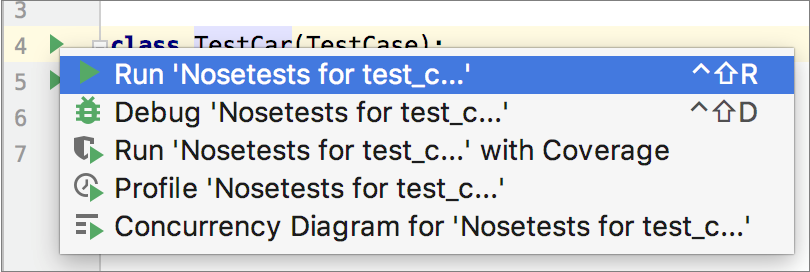 3
4 class TestCar(TestCase):
Run 'Nosetests for test_c...' ^⇧R
5
Debug 'Nosetests for test_c...' ^⇧D
6
Run 'Nosetests for test_c...' with Coverage
7
Profile 'Nosetests for test_c...'
Concurrency Diagram for 'Nosetests for test_c...'